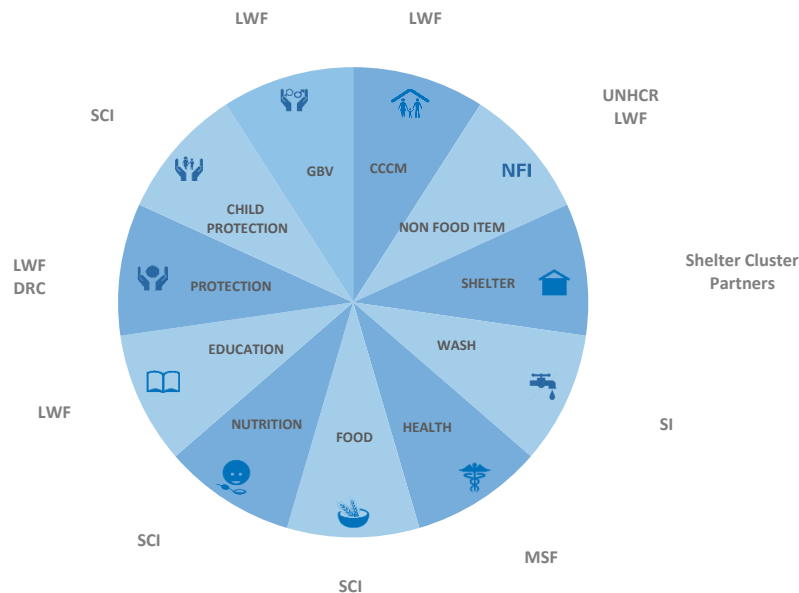 LWF
LWF
UNHCR
LWF
SCI
NFI
GBV
CCCM
CHILD
PROTECTION
NON FOOD ITEM
LWF
DRC
PROTECTION
SHELTER
Shelter Cluster
Partners
EDUCATION
WASH
LWF
NUTRITION
FOOD
HEALTH
SI
SCI
SCI
MSF